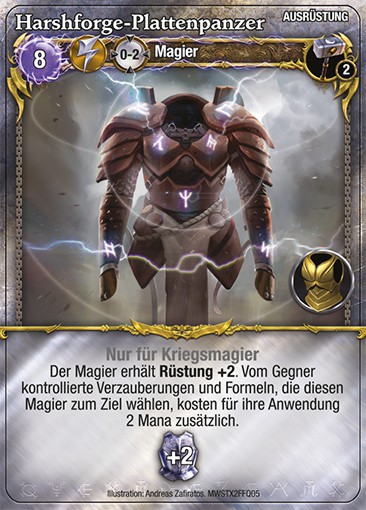 Harshforge-Plattenpanzer
AUSRÜSTUNG
8
0-2
Magier
2
Nur für Kriegsmagier
Der Magier erhält Rüstung +2. Vom Gegner
kontrollierte Verzauberungen und Formeln, die diesen
Magier zum Ziel wählen, kosten für ihre Anwendung
2 Mana zusätzlich.
+2
Illustration: Andreas Zafiratos. MWSTX2FFQ05